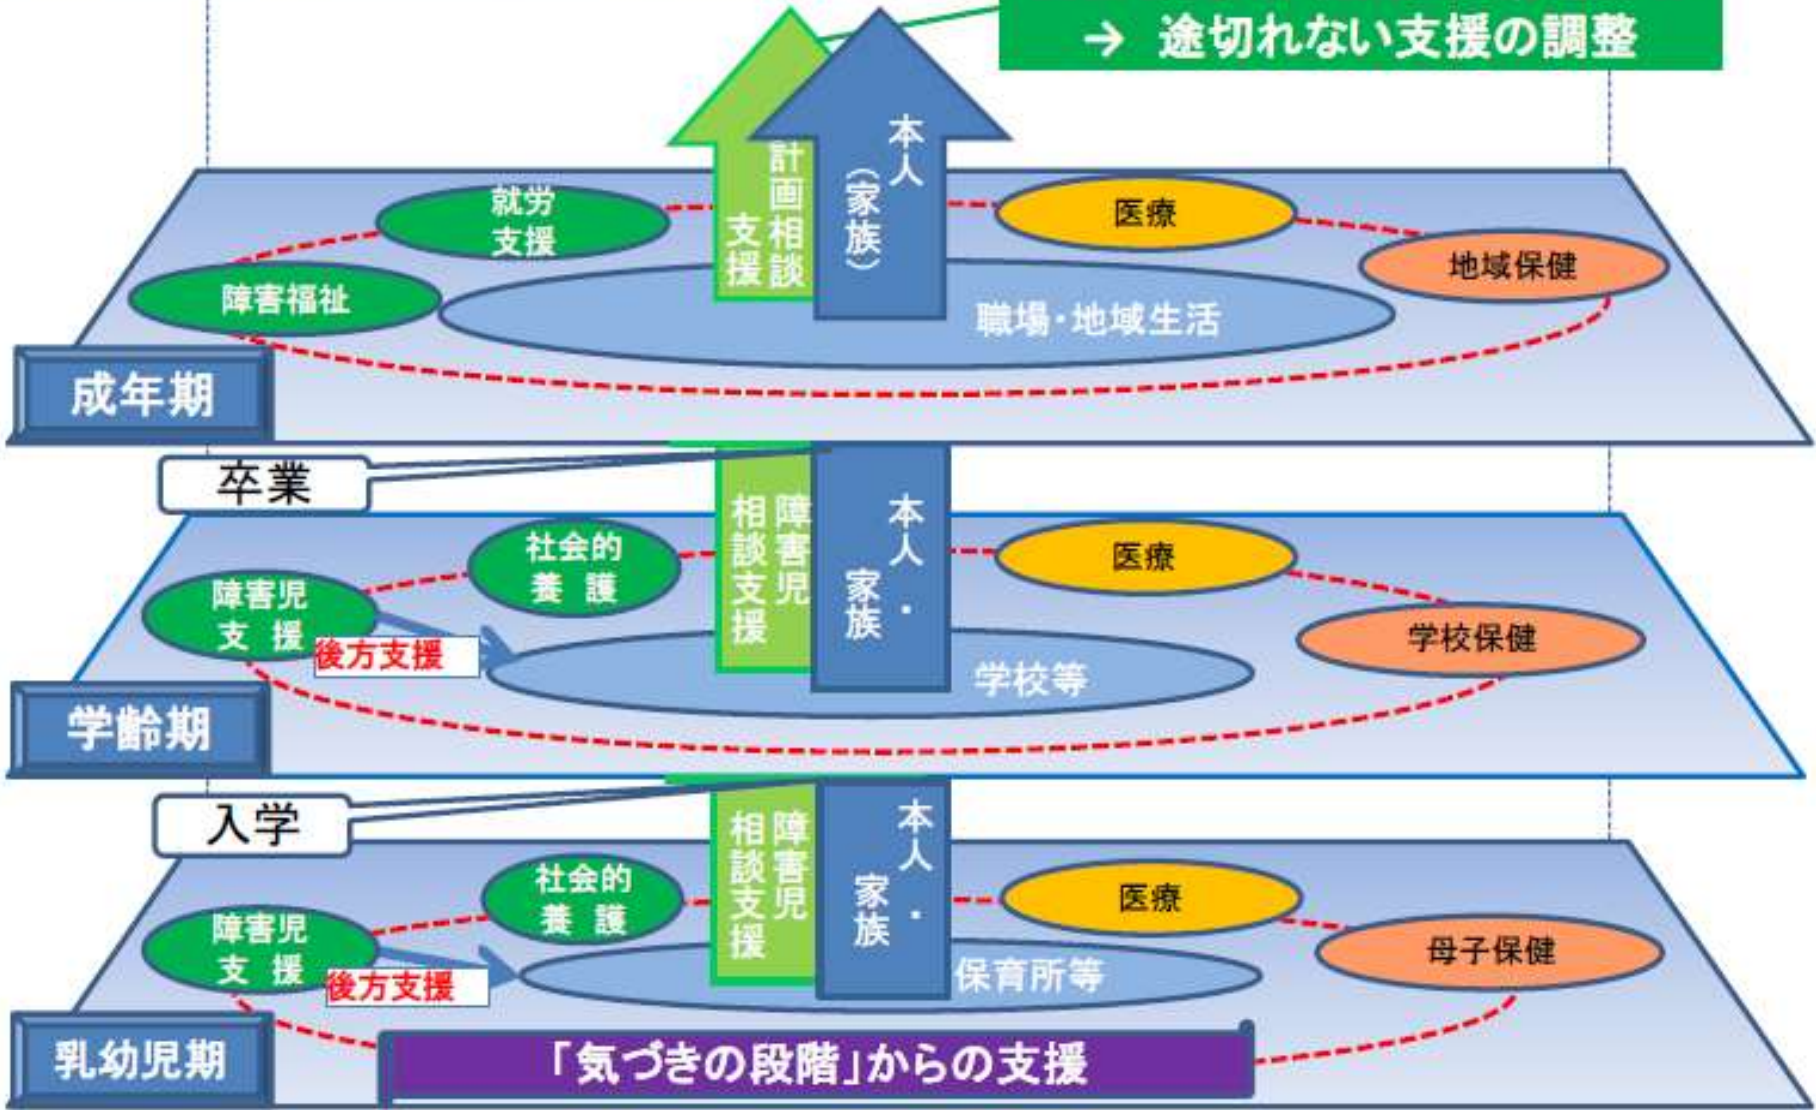 → 途切れない支援の調整
本人
（家族）
計画相談
支援
就労
支援
医療
地域保健
障害福祉
職場・地域生活
成年期
卒業
本人・
家族
障害児
相談支援
社会的
養 護
医療
障害児
支 援
後方支援
学校保健
学校等
学齢期
入学
本人・
家族
障害児
相談支援
社会的
養 護
医療
障害児
支 援
後方支援
母子保健
保育所等
乳幼児期
「気づきの段階」からの支援